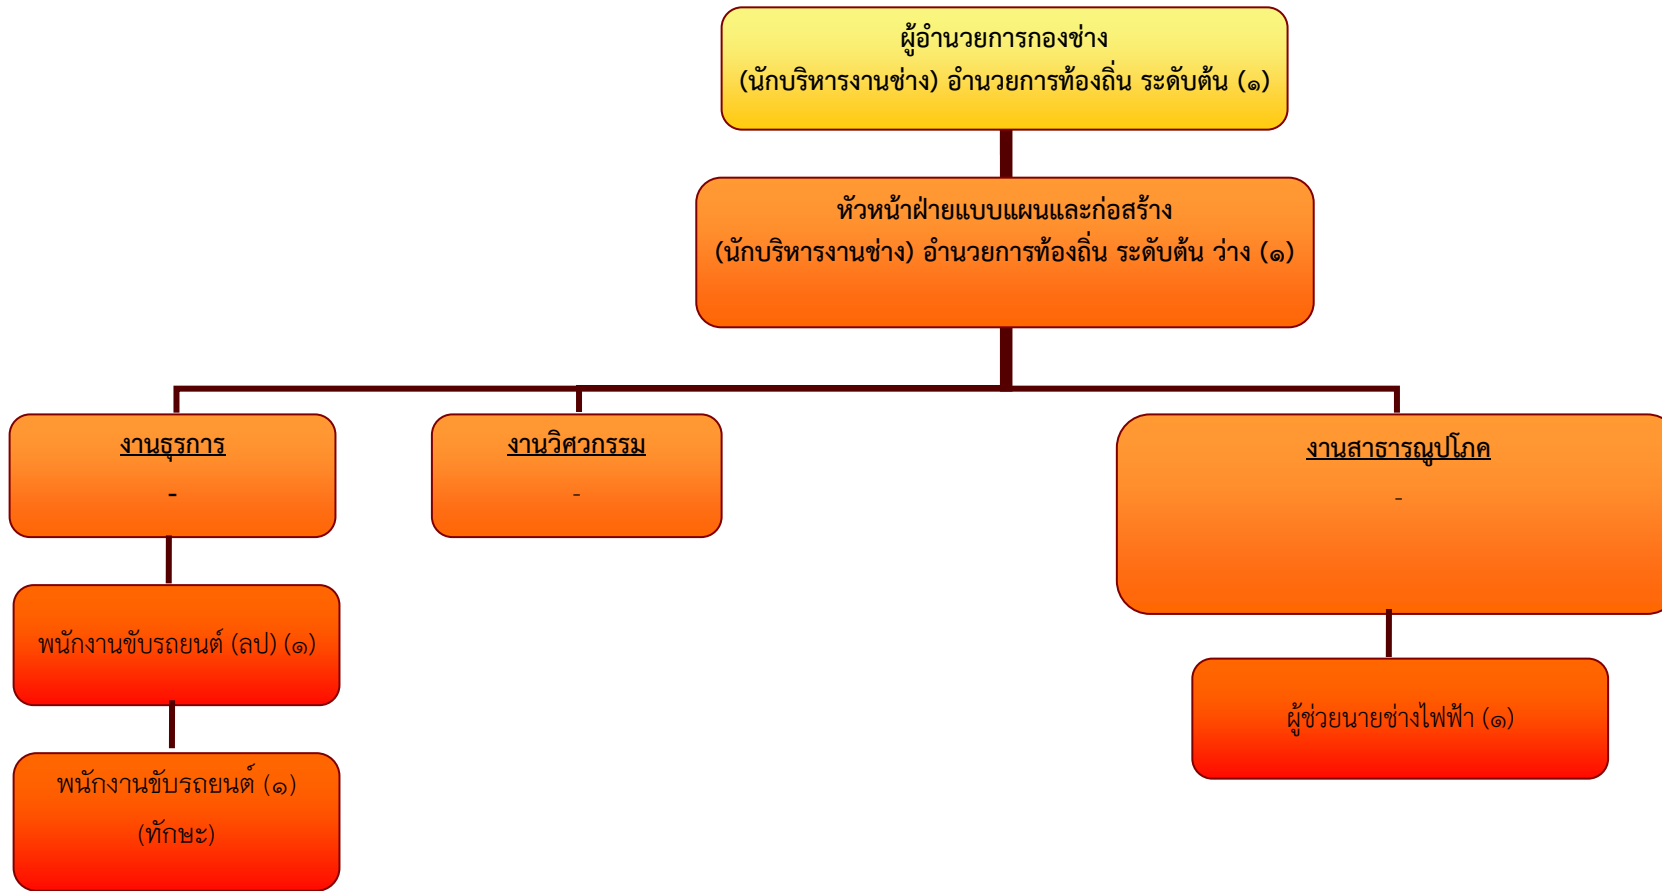 ผู้อำนวยการกองช่าง
(นักบริหารงานช่าง) อำนวยการท้องถิ่น ระดับต้น (๑)
หัวหน้าฝ่ายแบบแผนและก่อสร้าง
(นักบริหารงานช่าง) อำนวยการท้องถิ่น ระดับต้น ว่าง (๑)
งานธุรการ
-
งานวิศวกรรม
-
งานสาธารณูปโภค
-
พนักงานขับรถยนต์ (ลป) (๑)
ผู้ช่วยนายช่างไฟฟ้า (๑)
พนักงานขับรถยนต์ (๑)
(ทักษะ)